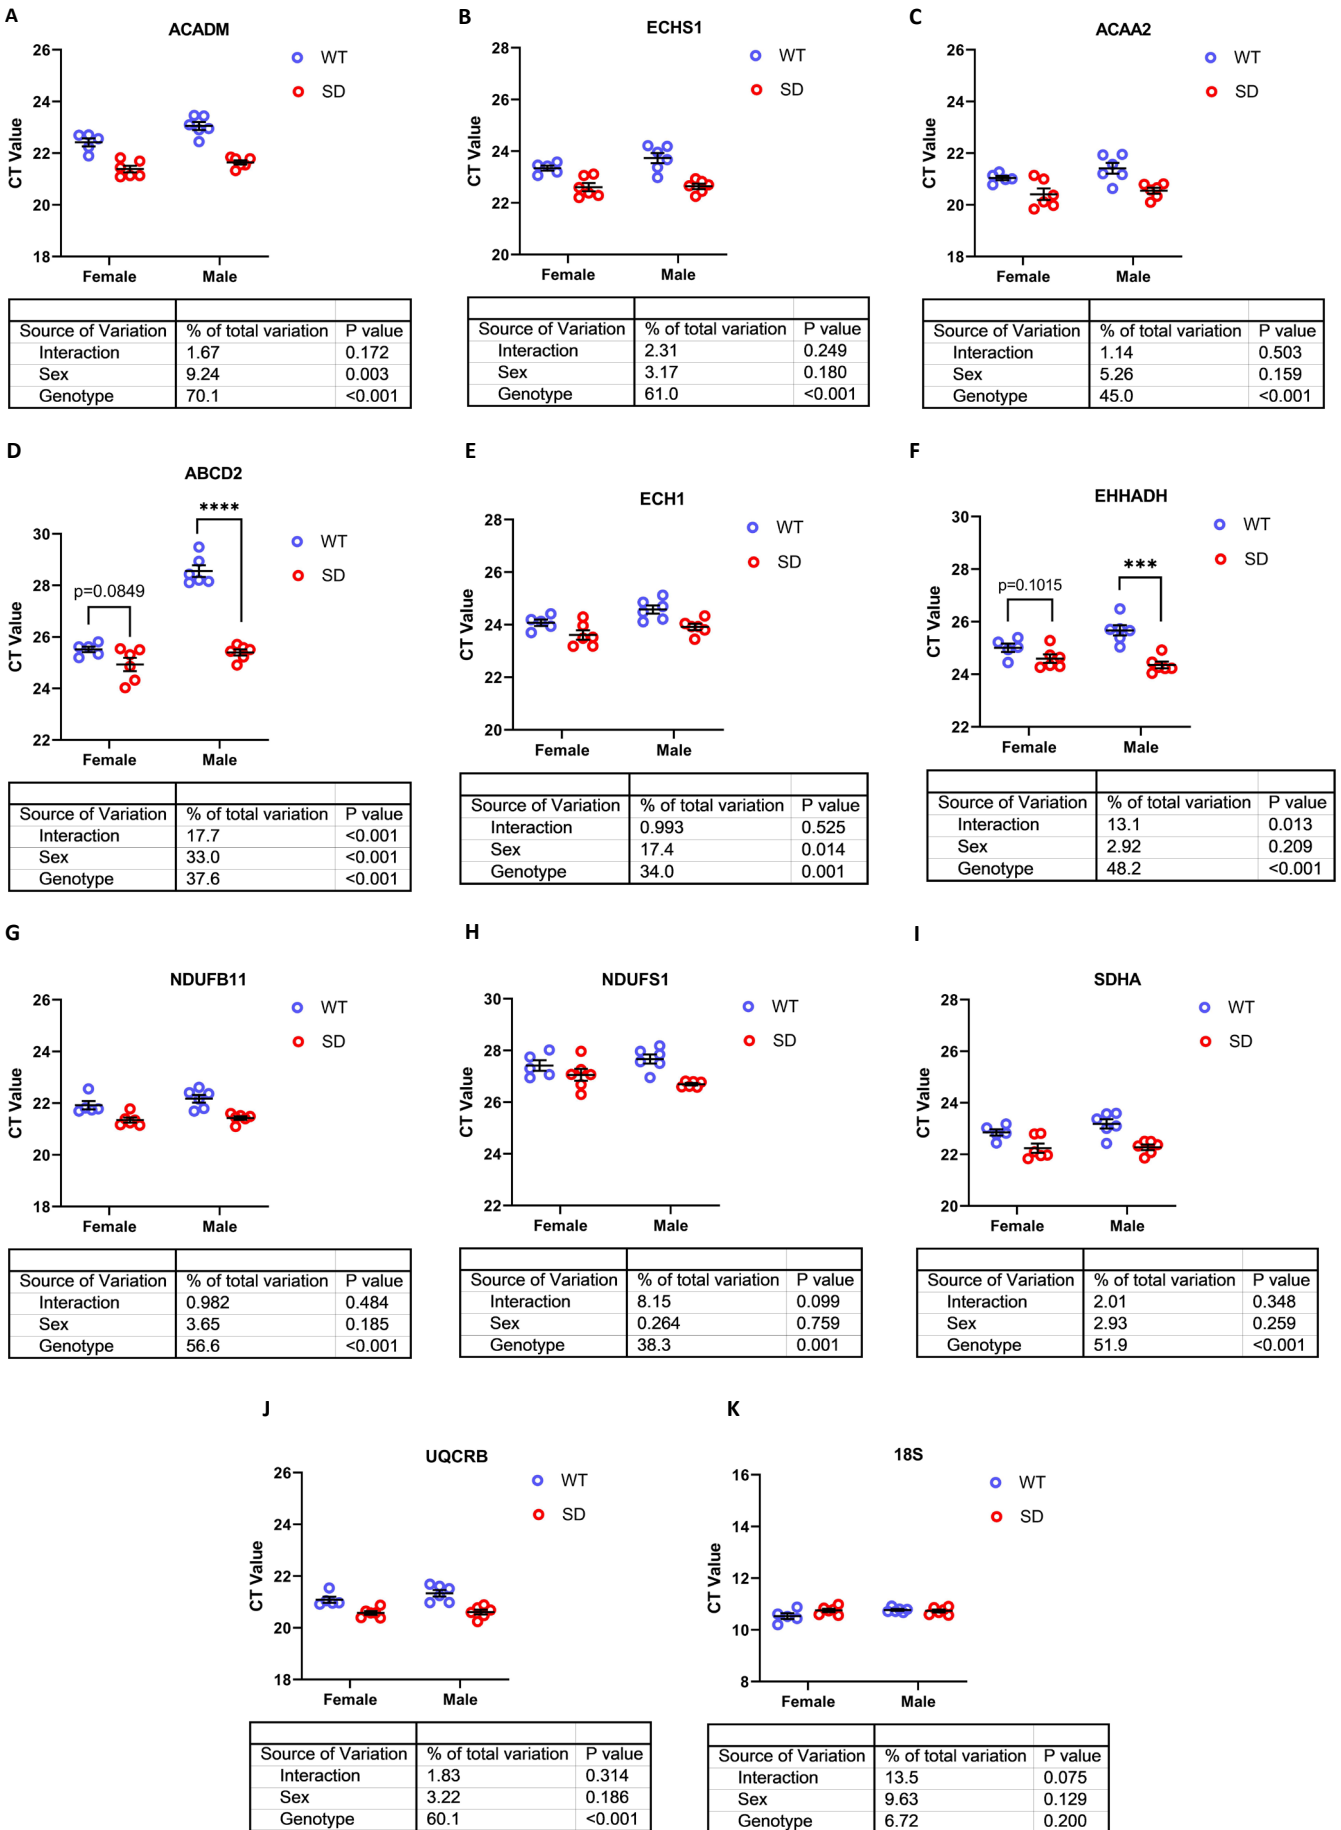 A
ACADM
26
24
22
20
18
CT Value
WT
SD
Female Male
Source of Variation % of total variation P value
Interaction 1.67 0.172
Sex 9.24 0.003
Genotype 70.1 <0.001
B
ECHS1
28
26
24
22
20
CT Value
WT
SD
Female Male
Source of Variation % of total variation P value
Interaction 2.31 0.249
Sex 3.17 0.180
Genotype 61.0 <0.001
C
ACAA2
26
24
22
20
18
CT Value
WT
SD
Female Male
Source of Variation % of total variation P value
Interaction 1.14 0.503
Sex 5.26 0.159
Genotype 45.0 <0.001
D
ABCD2
30
28
26
24
22
CT Value
p=0.0849
****
WT
SD
Female Male
Source of Variation % of total variation P value
Interaction 17.7 <0.001
Sex 33.0 <0.001
Genotype 37.6 <0.001
E
ECH1
28
26
24
22
20
CT Value
WT
SD
Female Male
Source of Variation % of total variation P value
Interaction 0.993 0.525
Sex 17.4 0.014
Genotype 34.0 0.001
F
EHHADH
30
28
26
24
22
CT Value
p=0.1015
***
WT
SD
Female Male
Source of Variation % of total variation P value
Interaction 13.1 0.013
Sex 2.92 0.209
Genotype 48.2 <0.001
G
NDUFB11
26
24
22
20
18
CT Value
WT
SD
Female Male
Source of Variation % of total variation P value
Interaction 0.982 0.484
Sex 3.65 0.185
Genotype 56.6 <0.001
H
NDUFS1
30
28
26
24
22
CT Value
WT
SD
Female Male
Source of Variation % of total variation P value
Interaction 8.15 0.099
Sex 0.264 0.759
Genotype 38.3 0.001
I
SDHA
28
26
24
22
20
CT Value
WT
SD
Female Male
Source of Variation % of total variation P value
Interaction 2.01 0.348
Sex 2.93 0.259
Genotype 51.9 <0.001
J
UQCRB
26
24
22
20
18
CT Value
WT
SD
Female Male
Source of Variation % of total variation P value
Interaction 1.83 0.314
Sex 3.22 0.186
Genotype 60.1 <0.001
K
18S
16
14
12
10
8
CT Value
WT
SD
Female Male
Source of Variation % of total variation P value
Interaction 13.5 0.075
Sex 9.63 0.129
Genotype 6.72 0.200